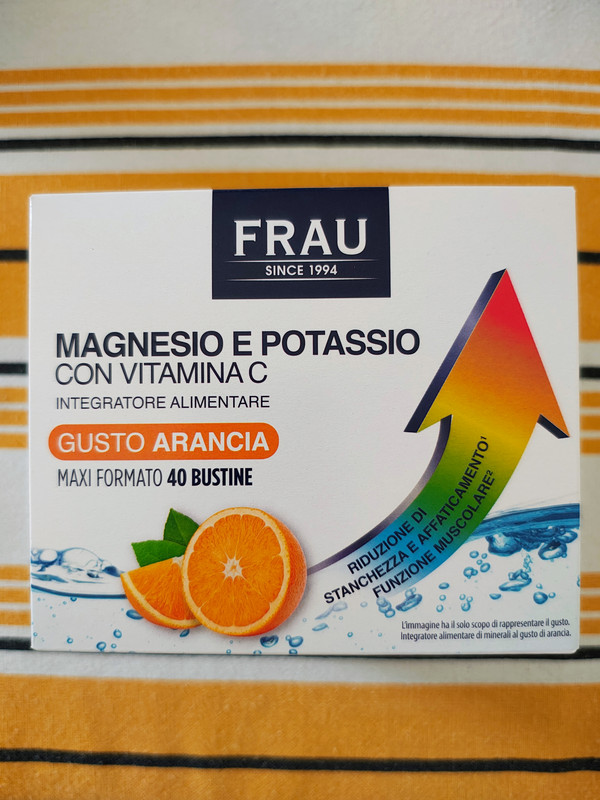 FRAU
SINCE 1994
MAGNESIO E POTASSIO
CON VITAMINA C
INTEGRATORE ALIMENTARE
GUSTO ARANCIA
MAXI FORMATO 40 BUSTINE
RIDUZIONE DI
STANCHEZZA E AFFATICAMENTO¹
FUNZIONE MUSCOLARE²
L'immagine ha il solo scopo di rappresentare il gusto.
Integratore alimentare di minerali al gusto di arancia.